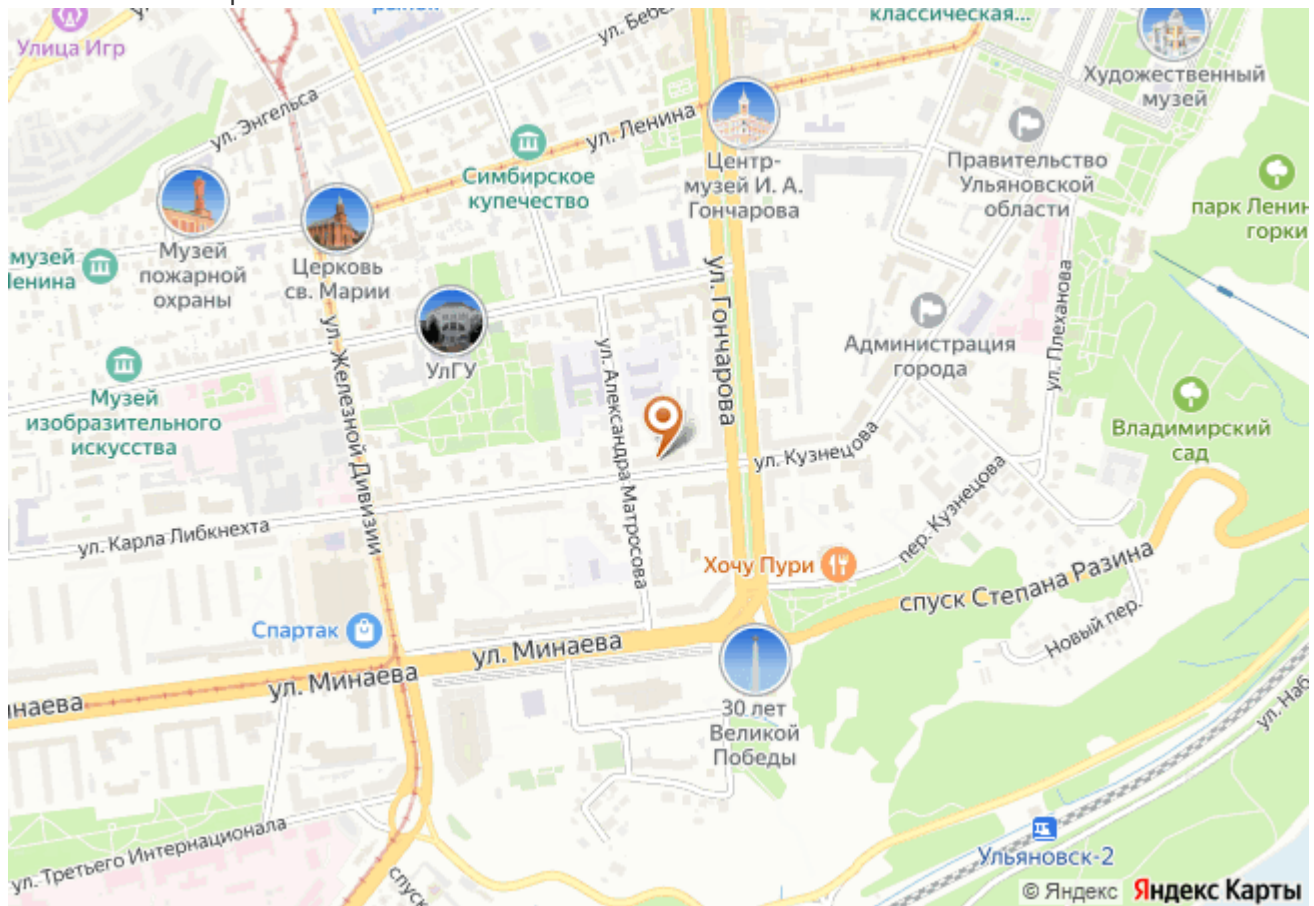 классическая...
Улица Игр
ул. Бебе
Художественный
музей
ул. Энгельса
ул. Ленина
Симбирское
купечество
Центр-
музей И. А.
Гончарова
Правительство
Ульяновской
области
парк Ленин
горки
музей
Ленина
Музей
пожарной
охраны
Церковь
св. Марии
ул. Гончарова
ул. Плеханова
УлГУ
ул. Железной Дивизии
ул. Александра Матросова
Администрация
города
Музей
изобразительного
искусства
Владимирский
сад
ул. Кузнецова
пер. Кузнецова
ул. Карла Либкнехта
Хочу Пури
спуск Степана Разина
Новый пер.
Спартак
ул. Минаева
ул. Минаева
инаева
30 лет
Великой
Победы
ул. Наб
ул. Третьего Интернационала
спуск
Ульяновск-2
© Яндекс Яндекс Карты